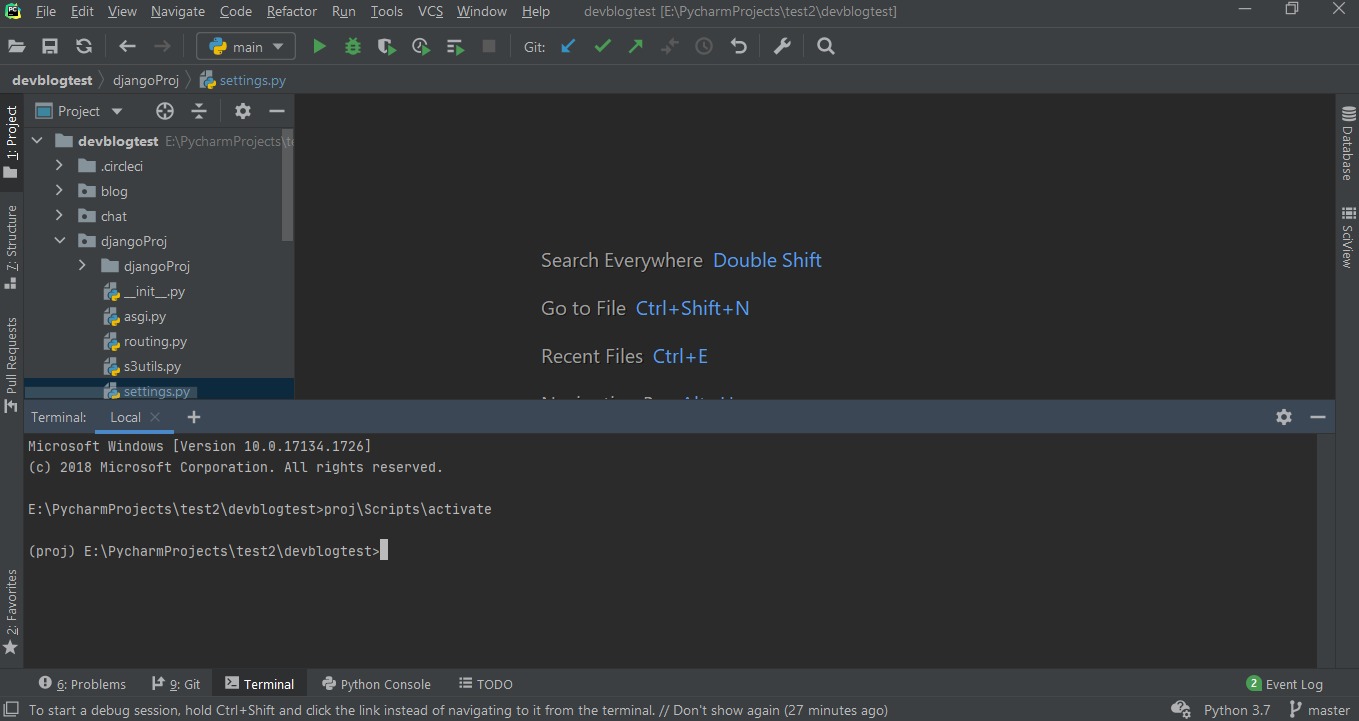 PC File Edit View Navigate Code Refactor Run Tools VCS Window Help devblogtest [E:\PycharmProjects\test2\devblogtest]
main Git:
devblogtest djangoProj settings.py
1: Project
7: Structure
Pull Requests
2: Favorites
Project
devblogtest E:\PycharmProjects\te
.circleci
blog
chat
djangoProj
djangoProj
__init__.py
asgi.py
routing.py
s3utils.py
settings.py
Search Everywhere Double Shift
Go to File Ctrl+Shift+N
Recent Files Ctrl+E
Database
SciView
Terminal: Local
Microsoft Windows [Version 10.0.17134.1726]
(c) 2018 Microsoft Corporation. All rights reserved.
E:\PycharmProjects\test2\devblogtest>proj\Scripts\activate
(proj) E:\PycharmProjects\test2\devblogtest>
6: Problems 9: Git Terminal Python Console TODO 2 Event Log
To start a debug session, hold Ctrl+Shift and click the link instead of navigating to it from the terminal. // Don't show again (27 minutes ago) Python 3.7 master